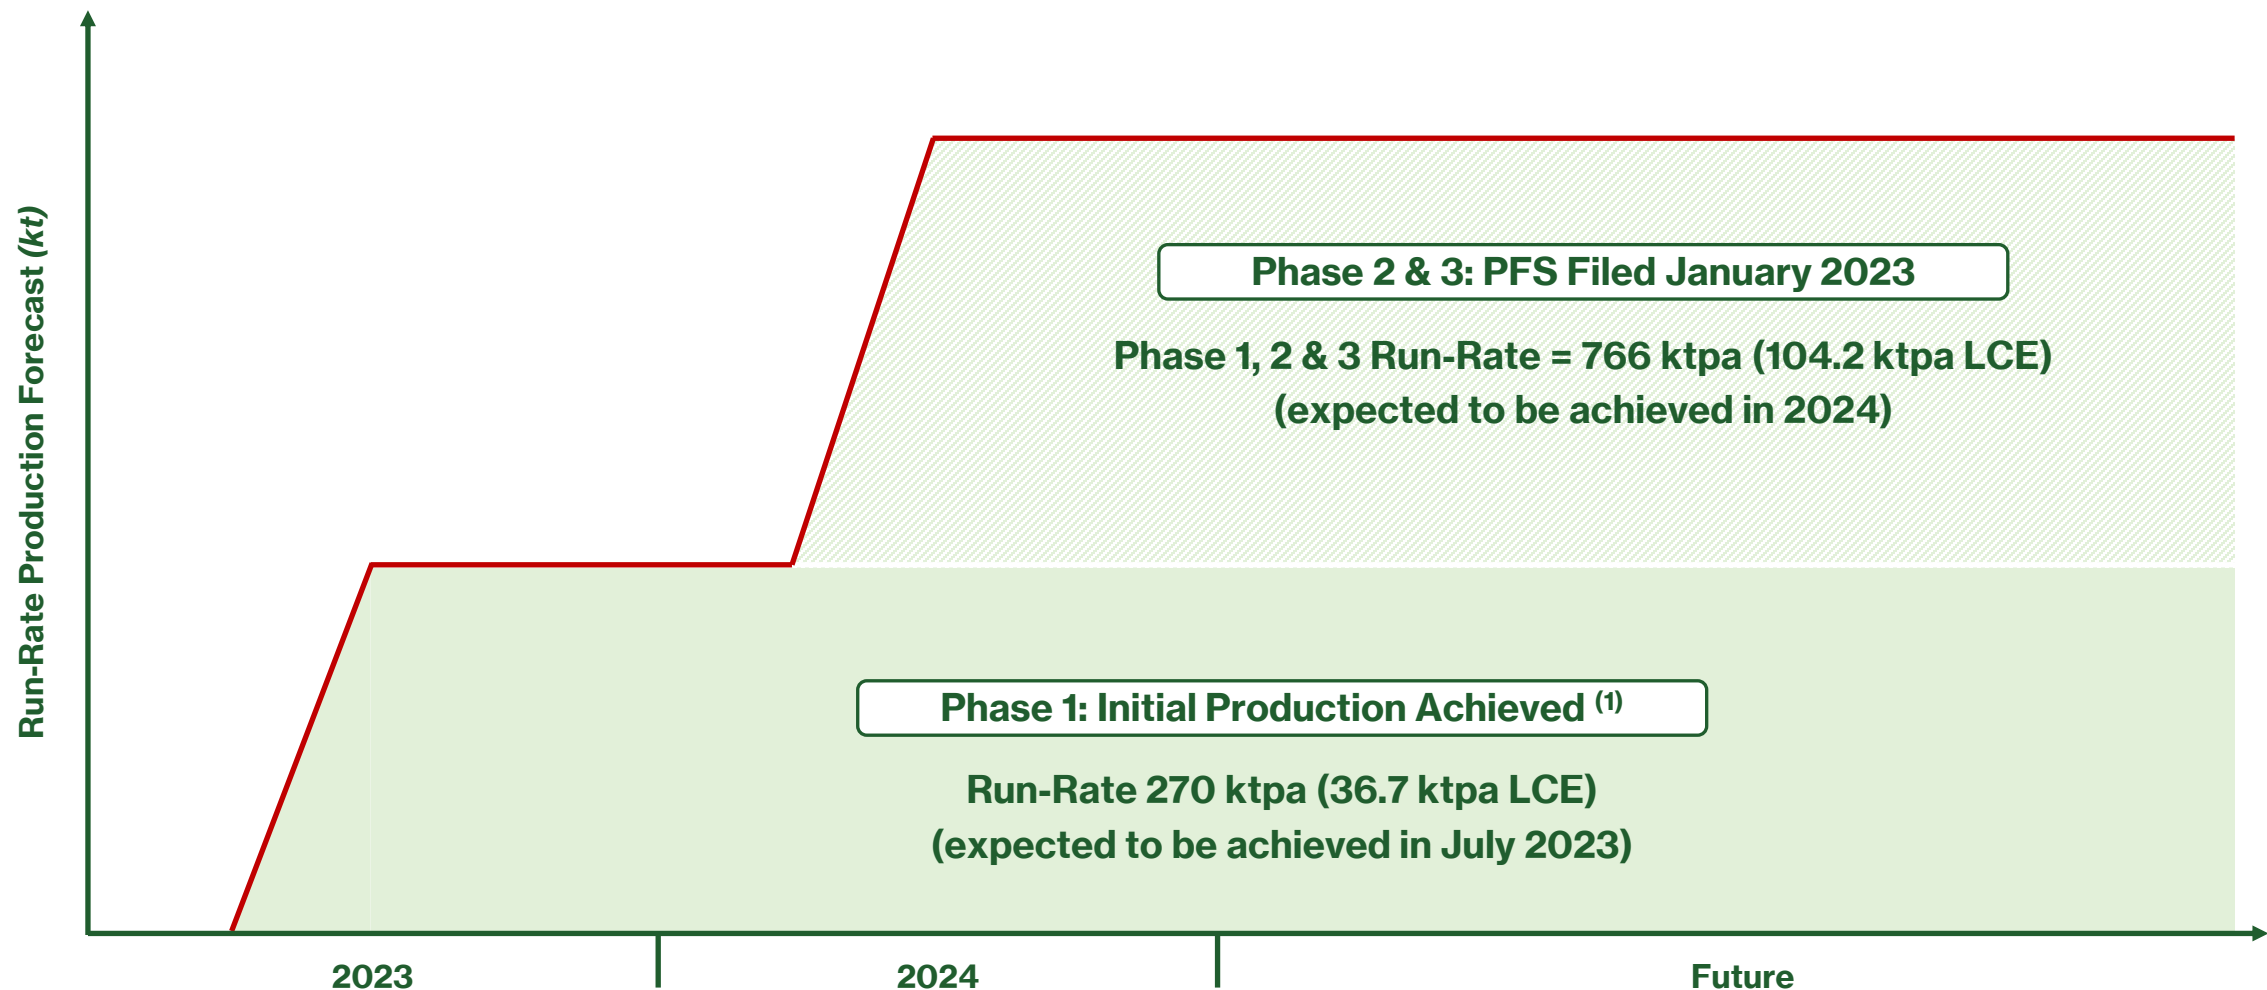 Run-Rate Production Forecast (kt)
Phase 2 & 3: PFS Filed January 2023
Phase 1, 2 & 3 Run-Rate = 766 ktpa (104.2 ktpa LCE)
(expected to be achieved in 2024)
Phase 1: Initial Production Achieved (1)
Run-Rate 270 ktpa (36.7 ktpa LCE)
(expected to be achieved in July 2023)
2023
2024
Future